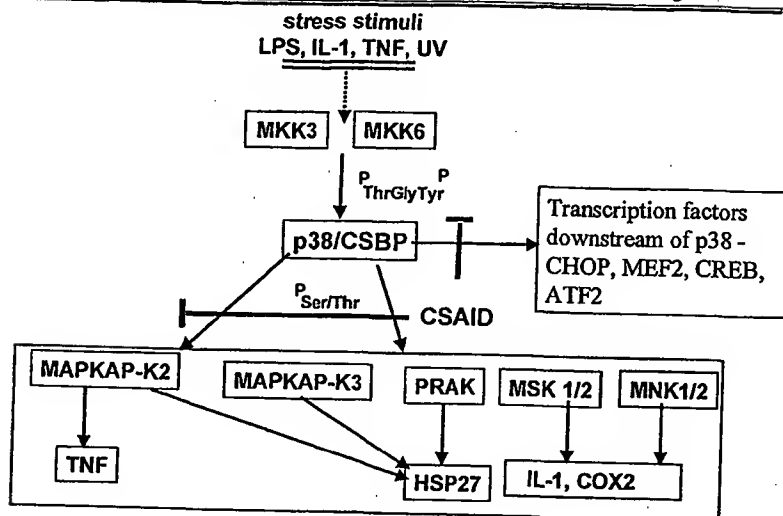 stress stimuli
LPS, IL-1, TNF, UV
MKK3
MKK6
P P
ThrGlyTyr
p38/CSBP
Transcription factors
downstream of p38 -
CHOP, MEF2, CREB,
ATF2
P
Ser/Thr
CSAID
MAPKAP-K2
MAPKAP-K3
PRAK
MSK 1/2
MNK1/2
TNF
HSP27
IL-1, COX2